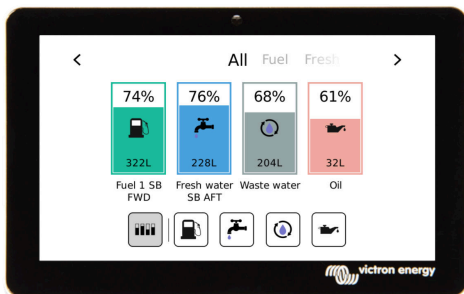 < All Fuel Fresh >
74% 76% 68% 61%
322L 228L 204L 32L
Fuel 1 SB Fresh water Waste water Oil
FWD SB AFT
victron energy